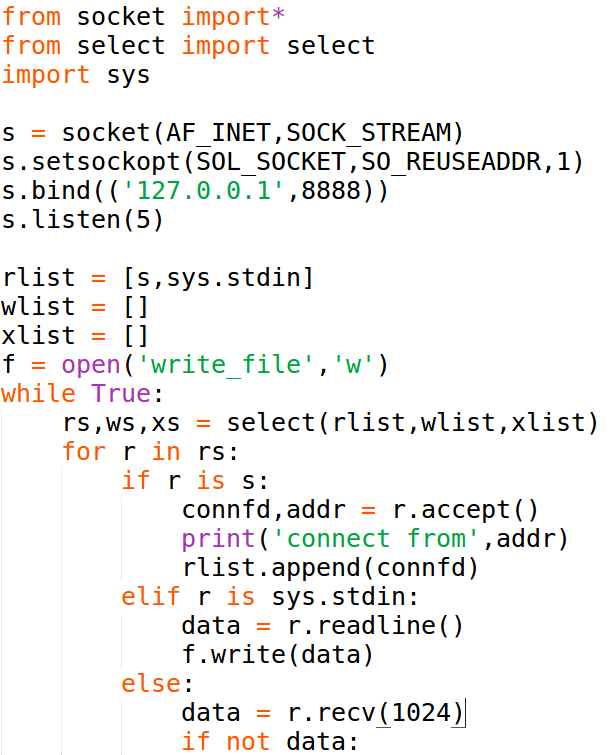 from socket import*
from select import select
import sys

s = socket(AF_INET,SOCK_STREAM)
s.setsockopt(SOL_SOCKET,SO_REUSEADDR,1)
s.bind(('127.0.0.1',8888))
s.listen(5)

rlist = [s,sys.stdin]
wlist = []
xlist = []
f = open('write_file','w')
while True:
    rs,ws,xs = select(rlist,wlist,xlist)
    for r in rs:
        if r is s:
            connfd,addr = r.accept()
            print('connect from',addr)
            rlist.append(connfd)
        elif r is sys.stdin:
            data = r.readline()
            f.write(data)
        else:
            data = r.recv(1024)
            if not data: